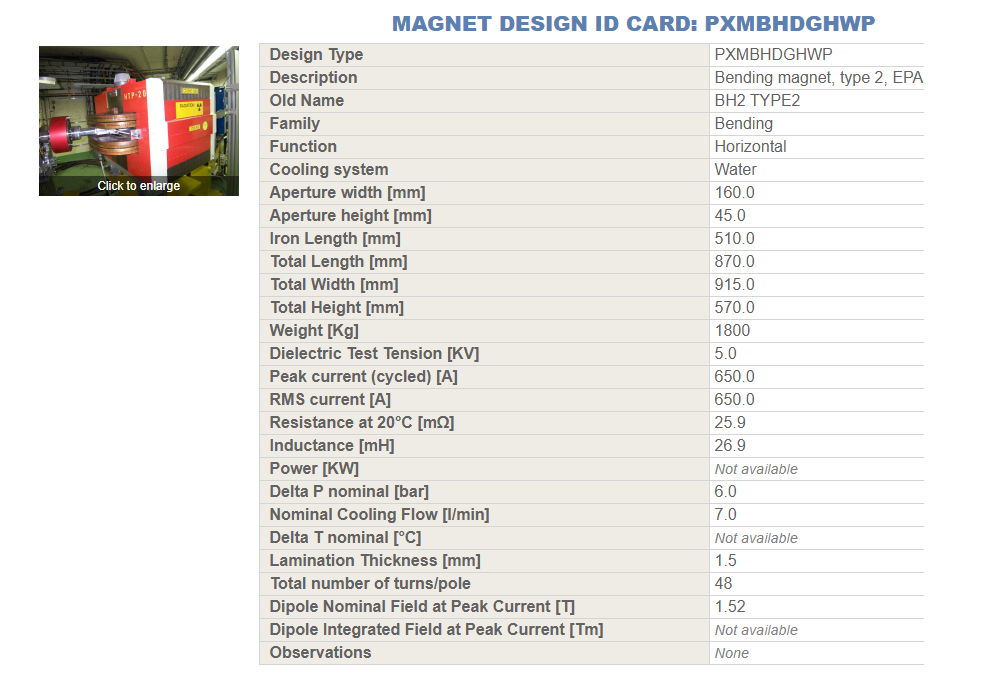 MAGNET DESIGN ID CARD: PXMBHDGHWP
HTP-20
Click to enlarge
Design Type PXMBHDGHWP
Description Bending magnet, type 2, EPA
Old Name BH2 TYPE2
Family Bending
Function Horizontal
Cooling system Water
Aperture width [mm] 160.0
Aperture height [mm] 45.0
Iron Length [mm] 510.0
Total Length [mm] 870.0
Total Width [mm] 915.0
Total Height [mm] 570.0
Weight [Kg] 1800
Dielectric Test Tension [KV] 5.0
Peak current (cycled) [A] 650.0
RMS current [A] 650.0
Resistance at 20°C [mΩ] 25.9
Inductance [mH] 26.9
Power [KW] Not available
Delta P nominal [bar] 6.0
Nominal Cooling Flow [l/min] 7.0
Delta T nominal [°C] Not available
Lamination Thickness [mm] 1.5
Total number of turns/pole 48
Dipole Nominal Field at Peak Current [T] 1.52
Dipole Integrated Field at Peak Current [Tm] Not available
Observations None